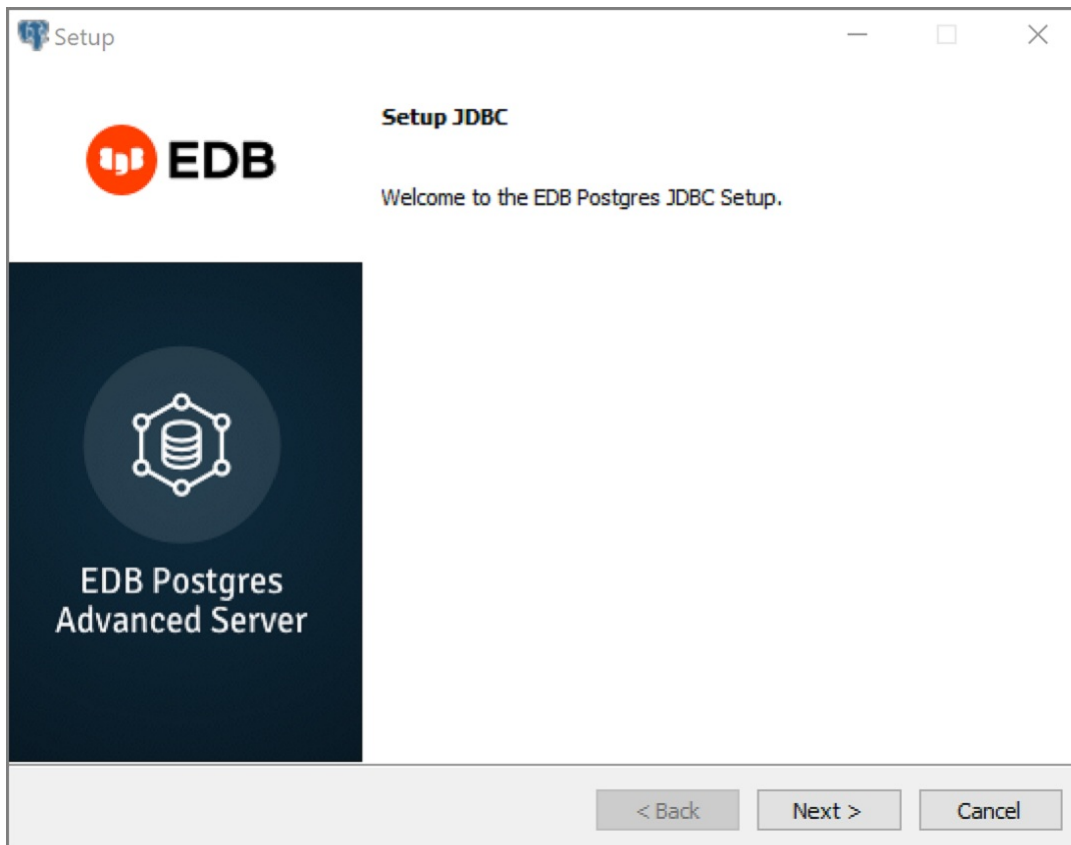 Setup
EDB
Setup JDBC
Welcome to the EDB Postgres JDBC Setup.
EDB Postgres
Advanced Server
< Back
Next >
Cancel